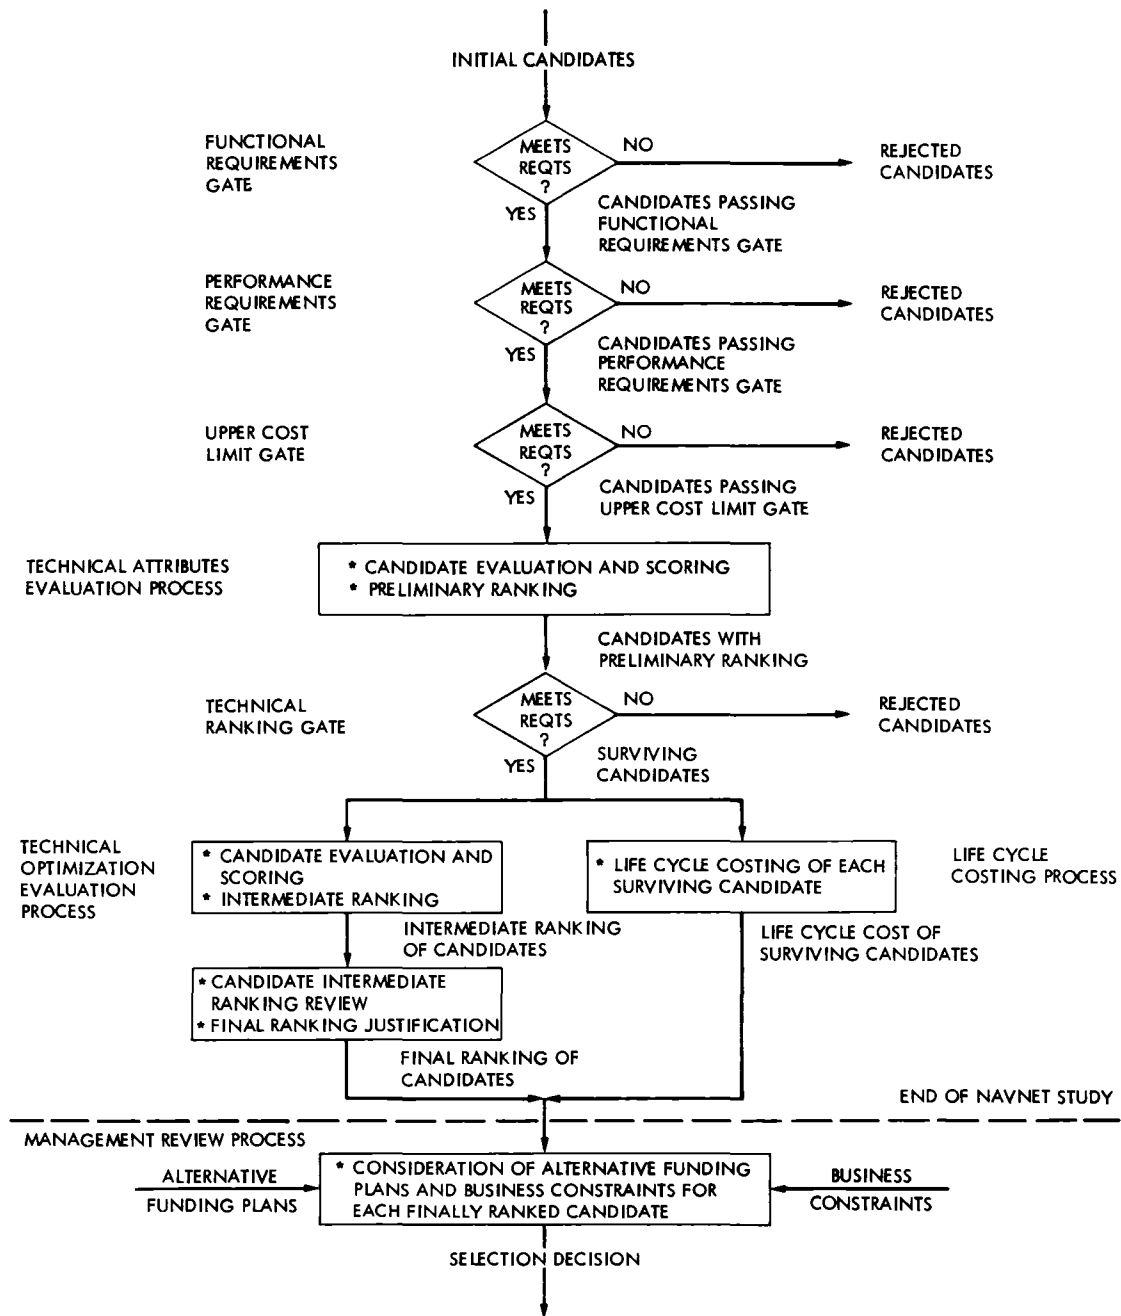 INITIAL CANDIDATES
FUNCTIONAL
REQUIREMENTS
GATE
MEETS
REQTS
?
NO
REJECTED
CANDIDATES
YES
CANDIDATES PASSING
FUNCTIONAL
REQUIREMENTS GATE
PERFORMANCE
REQUIREMENTS
GATE
MEETS
REQTS
?
NO
REJECTED
CANDIDATES
YES
CANDIDATES PASSING
PERFORMANCE
REQUIREMENTS GATE
UPPER COST
LIMIT GATE
MEETS
REQTS
?
NO
REJECTED
CANDIDATES
YES
CANDIDATES PASSING
UPPER COST LIMIT GATE
TECHNICAL ATTRIBUTES
EVALUATION PROCESS
* CANDIDATE EVALUATION AND SCORING
* PRELIMINARY RANKING
CANDIDATES WITH
PRELIMINARY RANKING
TECHNICAL
RANKING GATE
MEETS
REQTS
?
NO
REJECTED
CANDIDATES
YES
SURVIVING
CANDIDATES
TECHNICAL
OPTIMIZATION
EVALUATION
PROCESS
* CANDIDATE EVALUATION AND
SCORING
* INTERMEDIATE RANKING
* LIFE CYCLE COSTING OF EACH
SURVIVING CANDIDATE
LIFE CYCLE
COSTING PROCESS
INTERMEDIATE RANKING
OF CANDIDATES
LIFE CYCLE COST OF
SURVIVING CANDIDATES
* CANDIDATE INTERMEDIATE
RANKING REVIEW
* FINAL RANKING JUSTIFICATION
FINAL RANKING OF
CANDIDATES
END OF NAVNET STUDY
MANAGEMENT REVIEW PROCESS
ALTERNATIVE
FUNDING PLANS
* CONSIDERATION OF ALTERNATIVE FUNDING
PLANS AND BUSINESS CONSTRAINTS FOR
EACH FINALLY RANKED CANDIDATE
BUSINESS
CONSTRAINTS
SELECTION DECISION